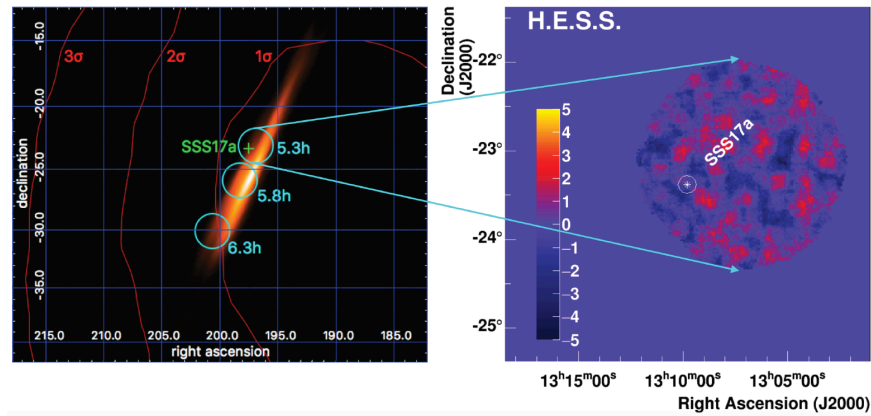 -15.0
-20.0
-25.0
-30.0
-35.0
declination
3σ
2σ
1σ
SSS17a
5.3h
5.8h
6.3h
215.0 210.0 205.0 200.0 195.0 190.0 185.0
right ascension
H.E.S.S.
Declination
(J2000)
-22°
-23°
-24°
-25°
5
4
3
2
1
0
−1
−2
−3
−4
−5
SSS17a
13h15m00s 13h10m00s 13h05m00s
Right Ascension (J2000)